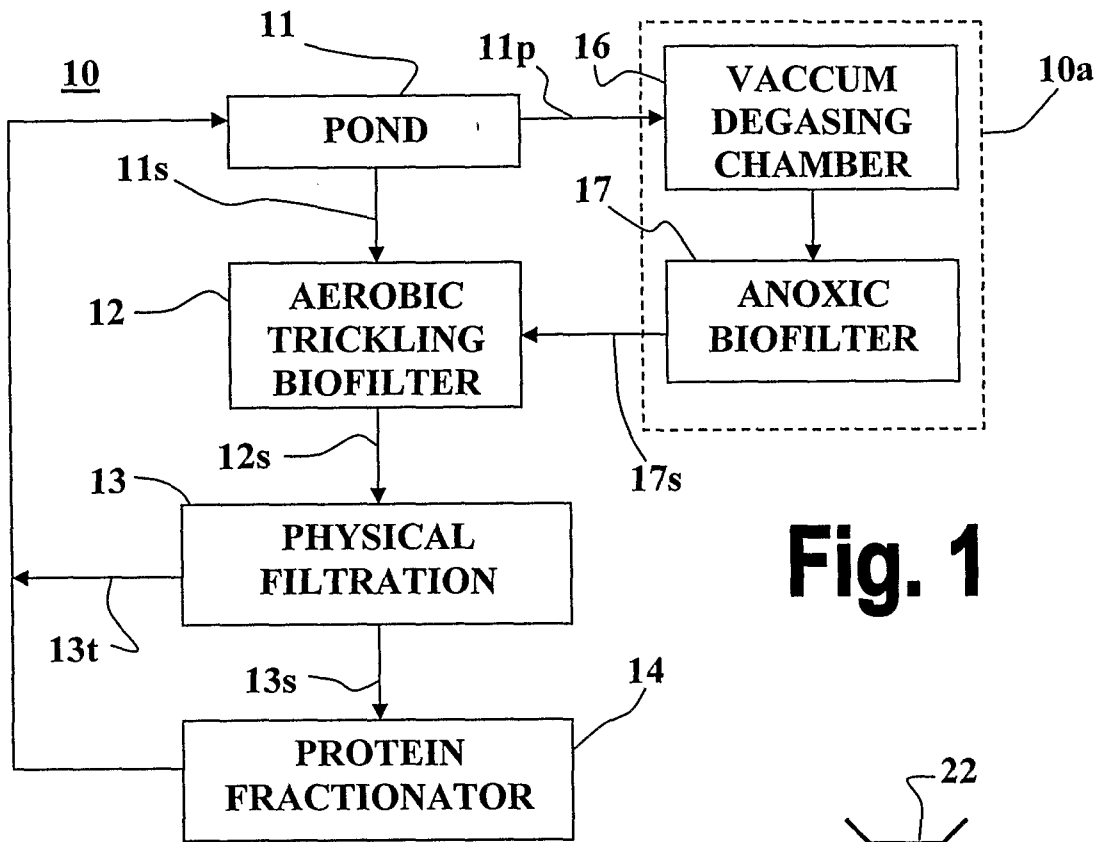 10
11
11p
16
10a
POND
VACCUM
DEGASING
CHAMBER
11s
17
12
AEROBIC
TRICKLING
BIOFILTER
ANOXIC
BIOFILTER
12s
17s
13
PHYSICAL
FILTRATION
Fig. 1
13t
13s
14
PROTEIN
FRACTIONATOR
22